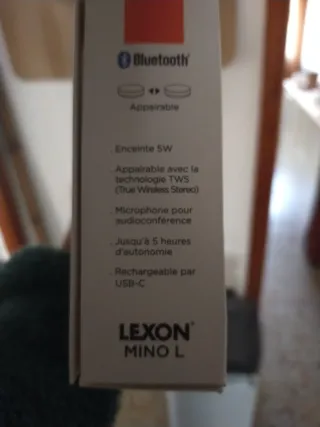 Bluetooth®
Appairable
. Enceinte 5W
. Appairable avec la
technologie TWS
(True Wireless Stereo)
. Microphone pour
audioconférence
. Jusqu'à 5 heures
d'autonomie
. Rechargeable par
USB-C
LEXON®
MINO L